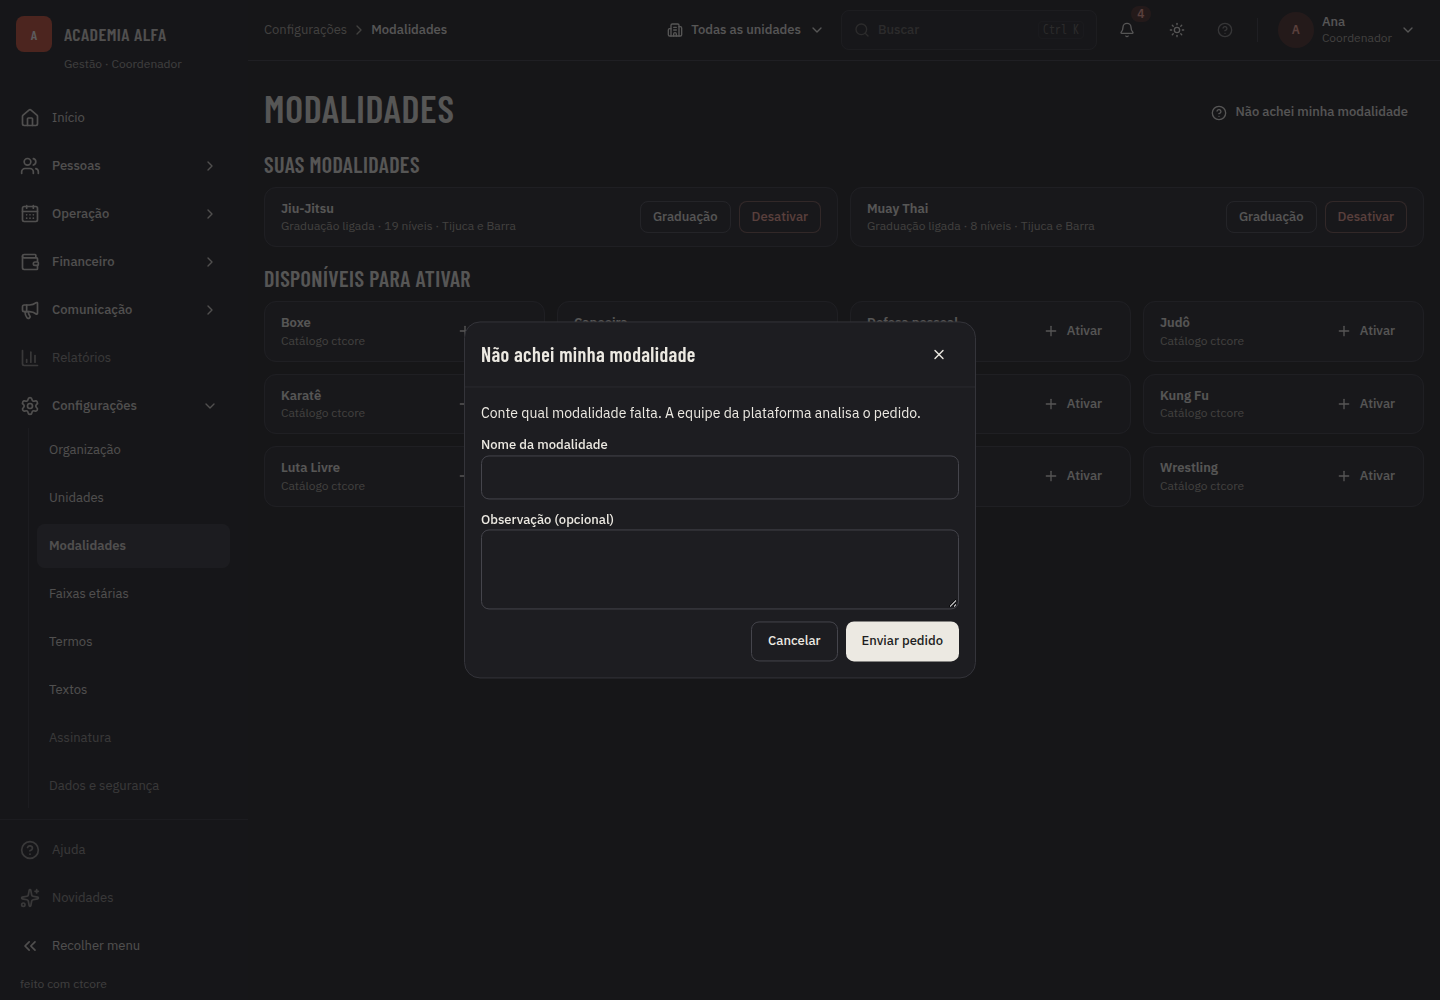 A
ACADEMIA ALFA
Gestão · Coordenador
Início
Pessoas
Operação
Financeiro
Comunicação
Relatórios
Configurações
Organização
Unidades
Modalidades
Faixas etárias
Termos
Textos
Assinatura
Dados e segurança
Ajuda
Novidades
Recolher menu
feito com ctcore
Configurações > Modalidades
Todas as unidades
Buscar
Ctrl K
4
A
Ana
Coordenador
MODALIDADES
Não achei minha modalidade
SUAS MODALIDADES
Jiu-Jitsu
Graduação ligada · 19 níveis · Tijuca e Barra
Graduação
Desativar
Muay Thai
Graduação ligada · 8 níveis · Tijuca e Barra
Graduação
Desativar
DISPONÍVEIS PARA ATIVAR
Boxe
Catálogo ctcore
Capoeira
Defesa pessoal
Ativar
Judô
Catálogo ctcore
Ativar
Karatê
Catálogo ctcore
Ativar
Kung Fu
Catálogo ctcore
Ativar
Luta Livre
Catálogo ctcore
Ativar
Wrestling
Catálogo ctcore
Ativar
Não achei minha modalidade
Conte qual modalidade falta. A equipe da plataforma analisa o pedido.
Nome da modalidade
Observação (opcional)
Cancelar
Enviar pedido